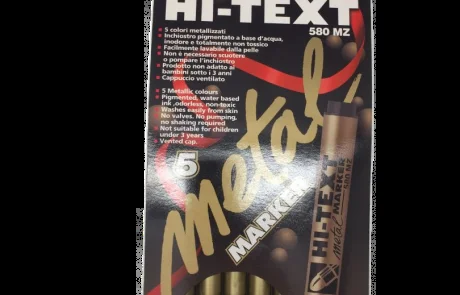 HI-TEXT
580 MZ
5 colori metallizzati
Inchiostro pigmentato a base d'acqua,
inodore e totalmente non tossico
Facilmente lavabile dalla pelle
Non è necessario scuotere
o pompare l'inchiostro
Prodotto non adatto ai
bambini sotto i 3 anni
Cappuccio ventilato
5 Metallic colours
Pigmented, water based
ink ,odorless, non-toxic
Washes easily from skin
No valves. No pumping,
no shaking required
Not suitable for children
under 3 years
Vented cap.
5
metal
MARKER
HI-TEXT
580 MZ
metal MARKER